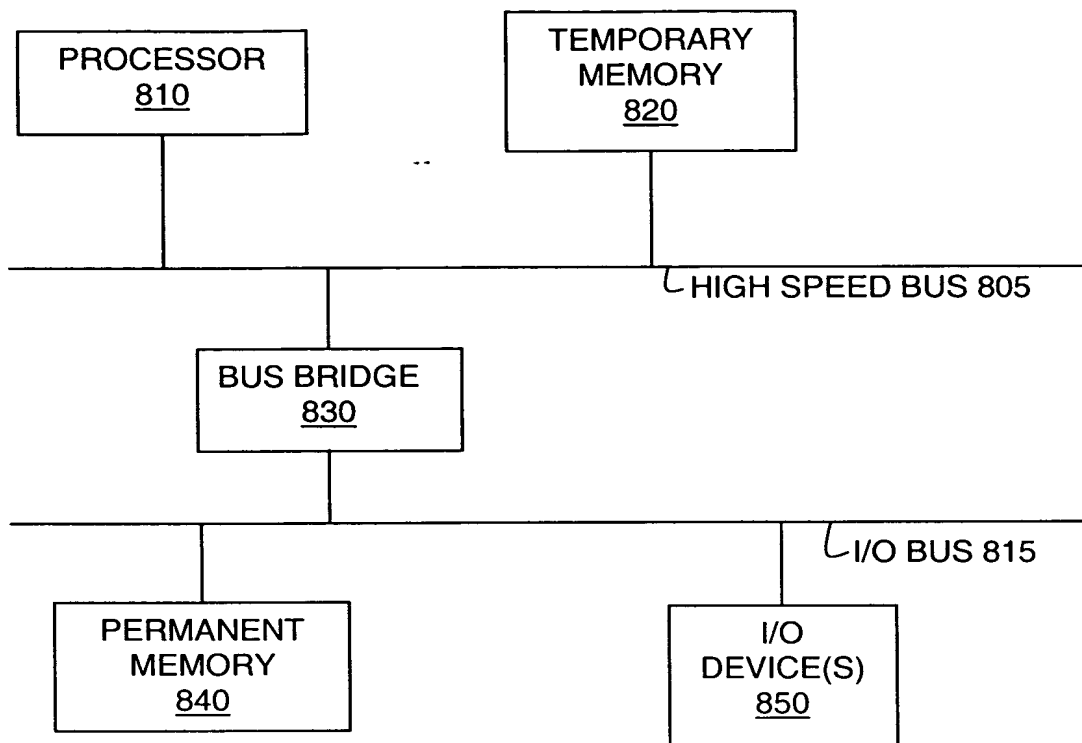 PROCESSOR
810
TEMPORARY
MEMORY
820
HIGH SPEED BUS 805
BUS BRIDGE
830
I/O BUS 815
PERMANENT
MEMORY
840
I/O
DEVICE(S)
850